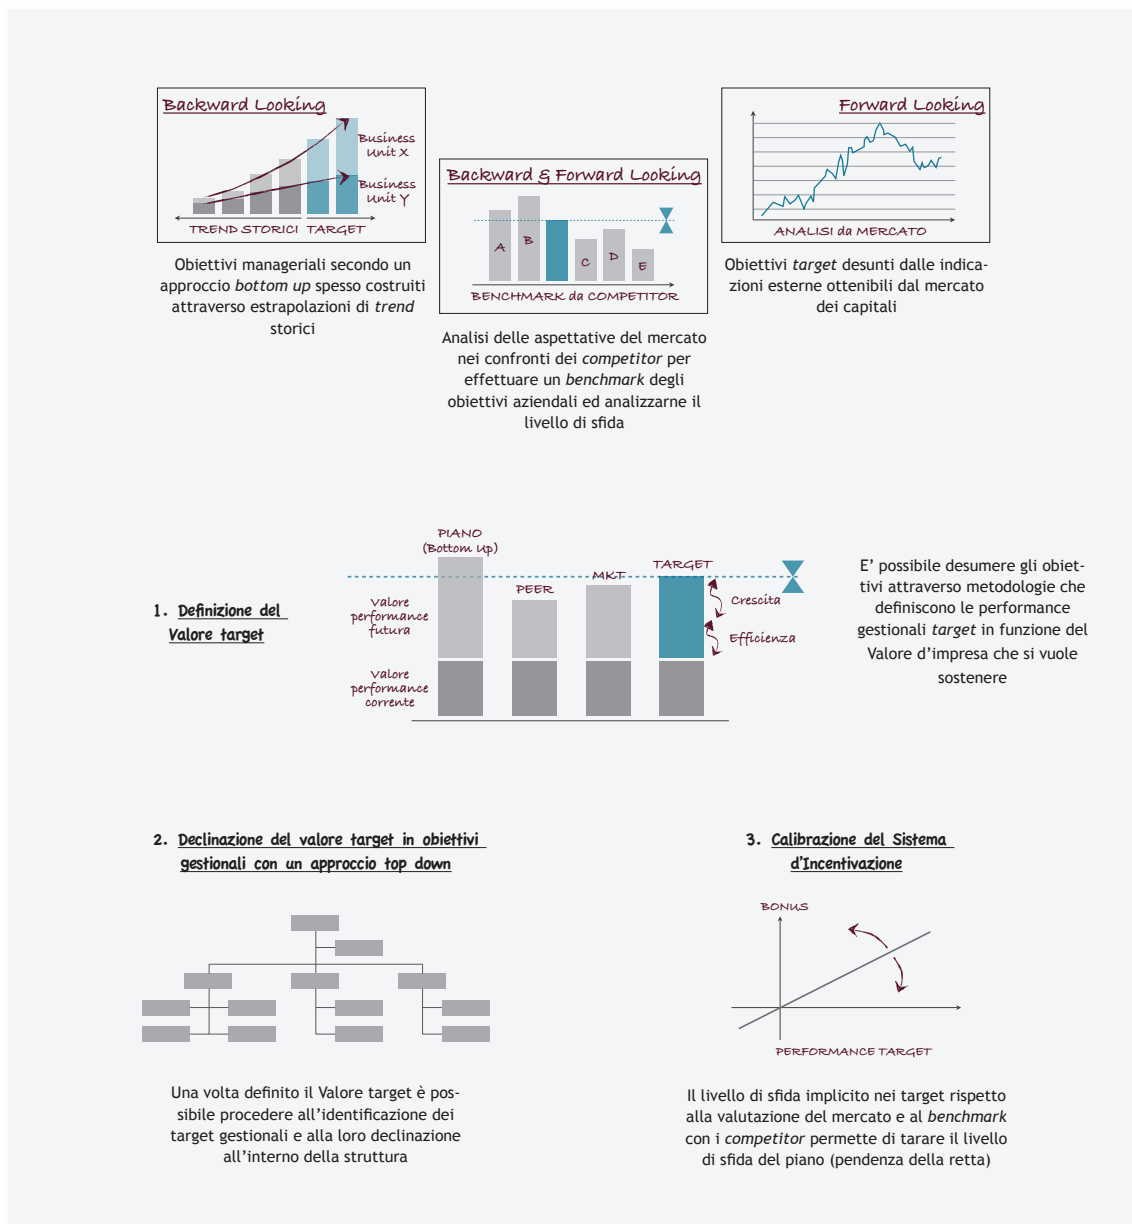 Backward Looking
Business
Unit X
Business
Unit Y
TREND STORICI TARGET
Obiettivi manageriali secondo un
approccio bottom up spesso costruiti
attraverso estrapolazioni di trend
storici
Backward & Forward Looking
A
B
C
D
E
BENCHMARK da COMPETITOR
Analisi delle aspettative del mercato
nei confronti dei competitor per
effettuare un benchmark degli
obiettivi aziendali ed analizzarne il
livello di sfida
Forward Looking
ANALISI da MERCATO
Obiettivi target desunti dalle indica-
zioni esterne ottenibili dal mercato
dei capitali
1. Definizione del
Valore target
PIANO
(Bottom Up)
PEER
MKT
TARGET
Valore
performance
futura
Crescita
Efficienza
Valore
performance
corrente
E' possibile desumere gli obiet-
tivi attraverso metodologie che
definiscono le performance
gestionali target in funzione del
Valore d'impresa che si vuole
sostenere
2. Declinazione del valore target in obiettivi
gestionali con un approccio top down
Una volta definito il Valore target è pos-
sibile procedere all'identificazione dei
target gestionali e alla loro declinazione
all'interno della struttura
3. Calibrazione del Sistema
d'Incentivazione
BONUS
PERFORMANCE TARGET
Il livello di sfida implicito nei target rispetto
alla valutazione del mercato e al benchmark
con i competitor permette di tarare il livello
di sfida del piano (pendenza della retta)